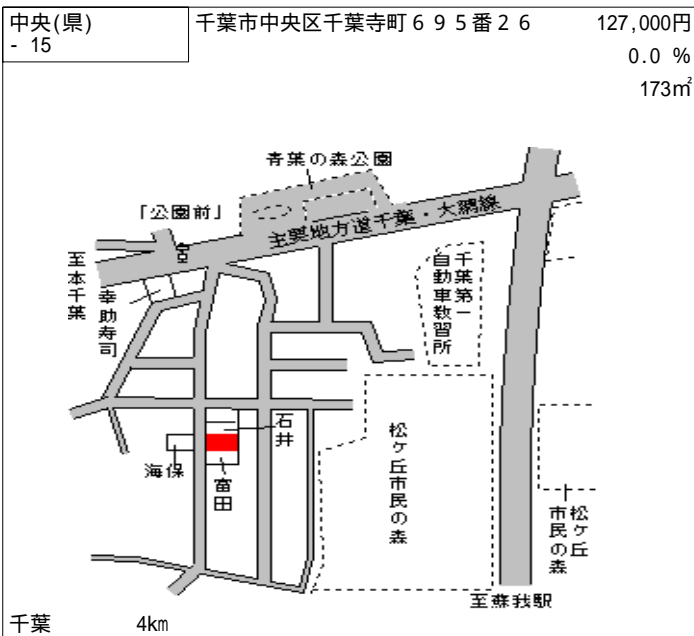 中央(県)
- 15
千葉市中央区千葉寺町６９５番２６
127,000円
0.0 %
173㎡
青葉の森公園
「公園前」
主要地方道千葉・大網線
至本千葉
幸助寿司
千葉第一
自動車教習所
石井
海保
富田
松ヶ丘市民の森
松ヶ丘
市民の森
至蘇我駅
千葉
4km